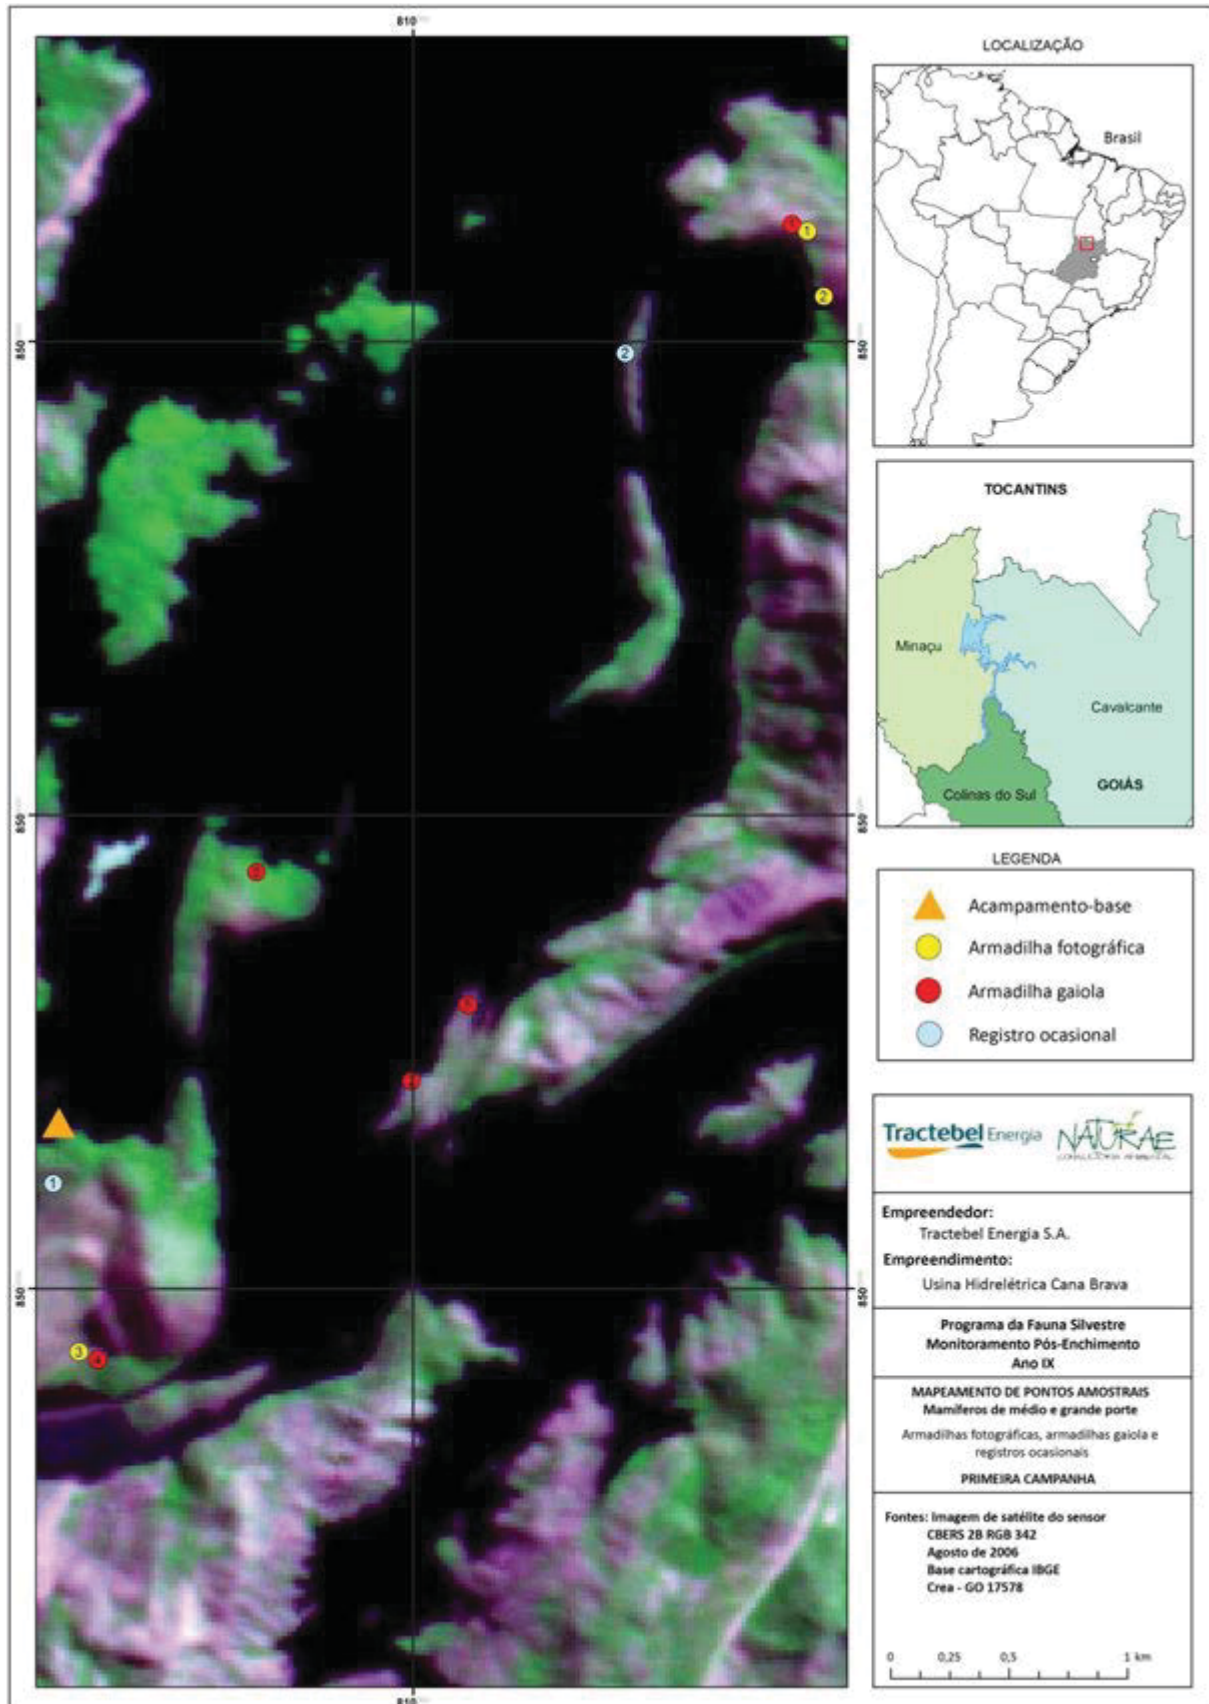 810
LOCALIZAÇÃO
Brasil
1
2
850
850
2
TOCANTINS
Minaçu
Cavalcante
Colinas do Sul
GOIÁS
850
850
LEGENDA
Acampamento-base
Armadilha fotográfica
Armadilha gaiola
Registro ocasional
Tractebel Energia
NATURAE
CONSULTORIA AMBIENTAL
1
Empreendedor:
Tractebel Energia S.A.
Empreendimento:
Usina Hidrelétrica Cana Brava
850
850
Programa da Fauna Silvestre
Monitoramento Pós-Enchimento
Ano IX
3
4
MAPEAMENTO DE PONTOS AMOSTRAIS
Mamíferos de médio e grande porte
Armadilhas fotográficas, armadilhas gaiola e
registros ocasionais
PRIMEIRA CAMPANHA
Fontes: Imagem de satélite do sensor
CBERS 2B RGB 342
Agosto de 2006
Base cartográfica IBGE
Crea - GO 17578
0 0,25 0,5 1 km
810